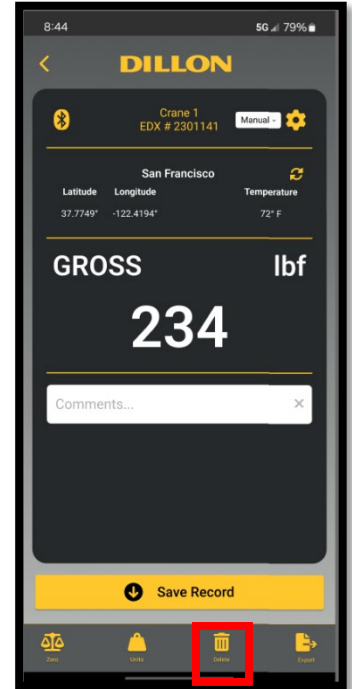 8:44 5G 79%
DILLON
Crane 1
EDX # 2301141
Manual
San Francisco
Latitude Longitude Temperature
37.7749° -122.4194° 72° F
GROSS lbf
234
Comments...
Save Record
Zero Units Delete Export